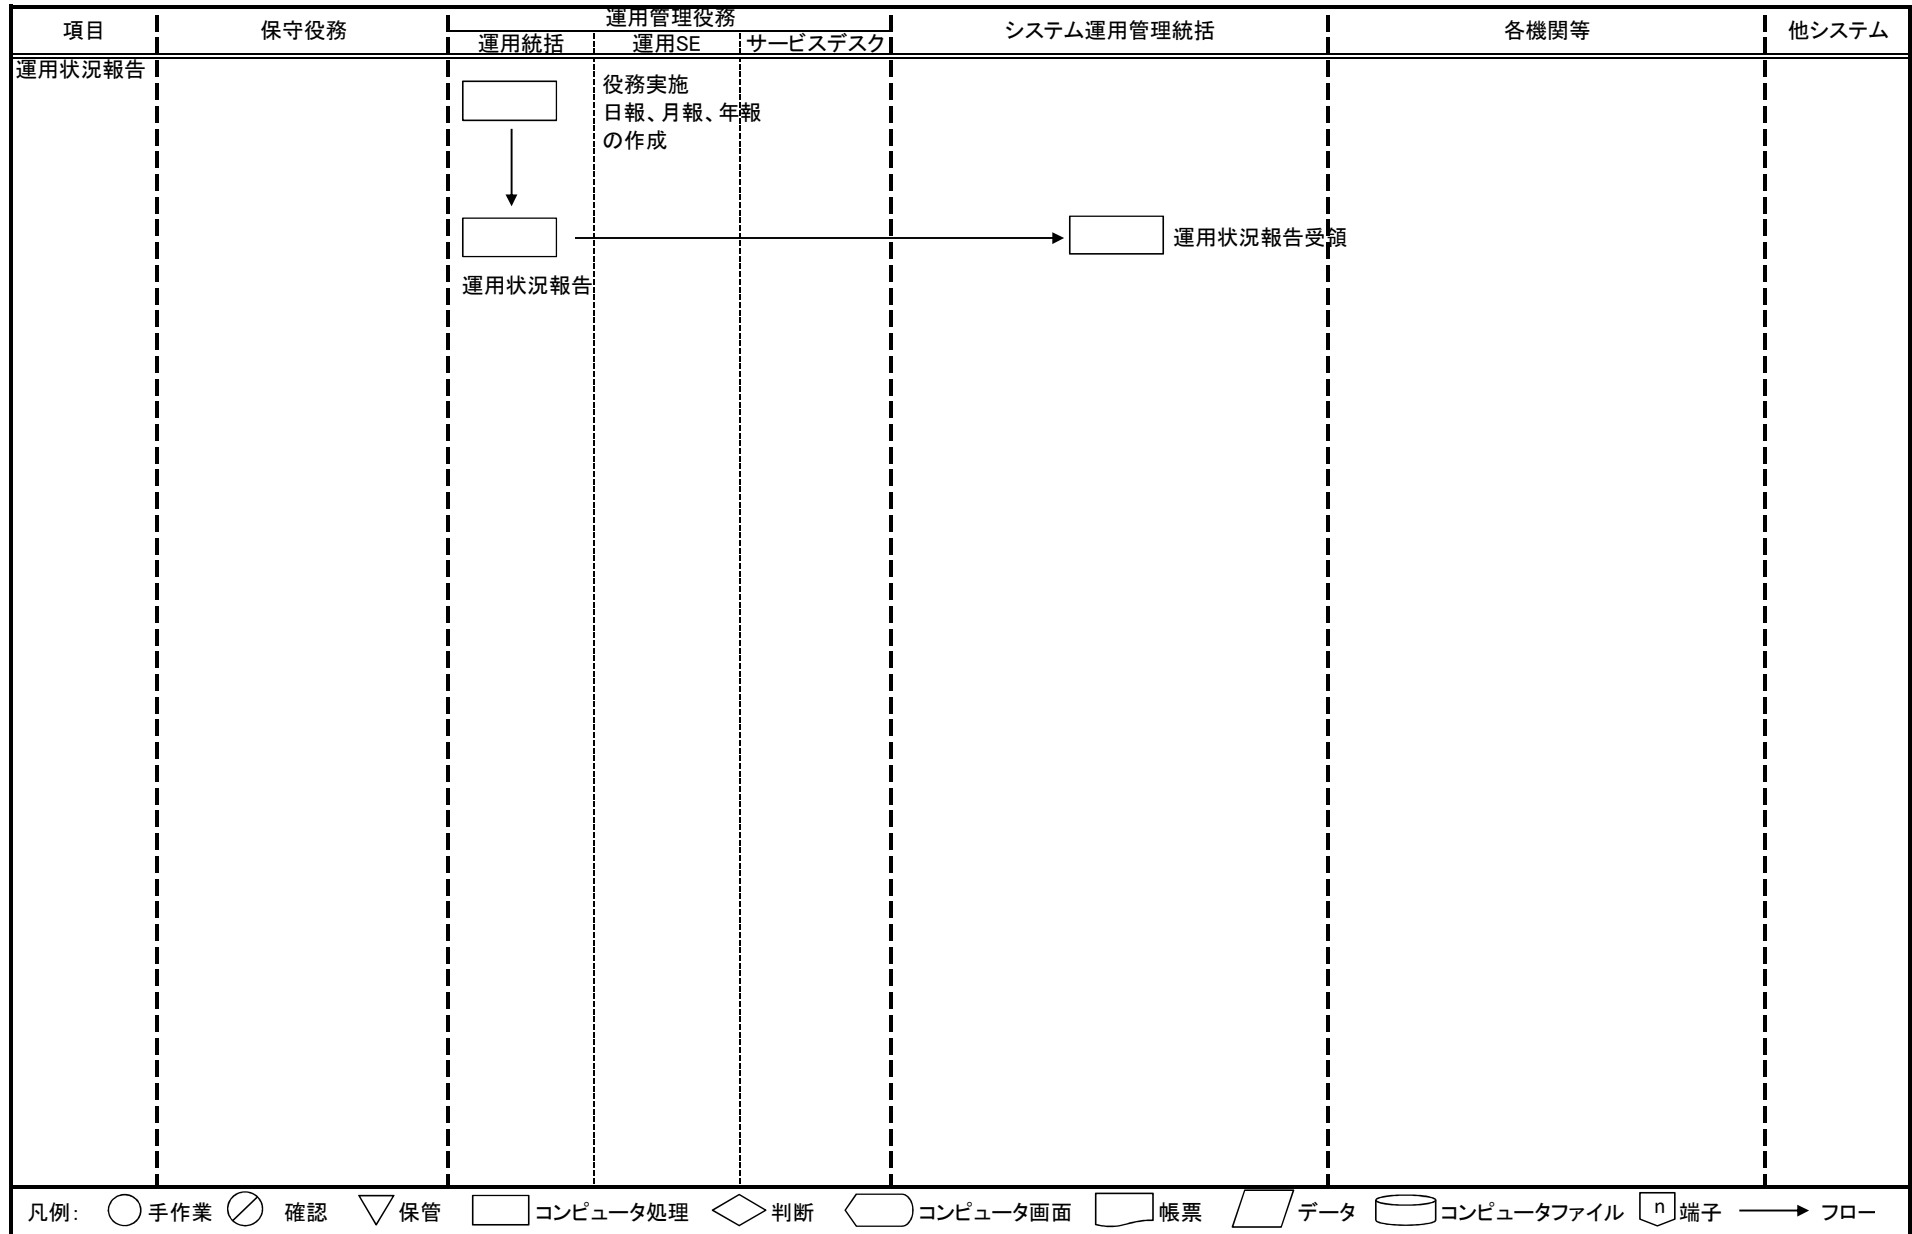 項目
保守役務
運用管理役務
運用統括
運用SE
サービスデスク
システム運用管理統括
各機関等
他システム
運用状況報告
役務実施
日報、月報、年報
の作成
運用状況報告受領
運用状況報告
凡例:
手作業
確認
保管
コンピュータ処理
判断
コンピュータ画面
帳票
データ
コンピュータファイル
n
端子
フロー